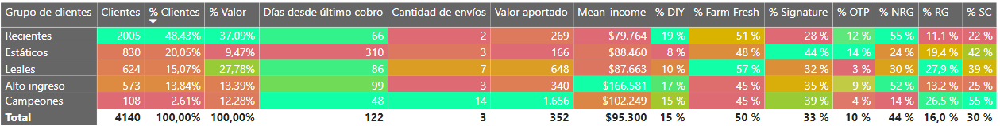 Grupo de clientes Clientes % Clientes % Valor Días desde último cobro Cantidad de envíos Valor aportado Mean_income % DIY % Farm Fresh % Signature % OTP % NRG % RG % SC
Recientes 2005 48,43% 37,09% 66 2 269 $79.764 19 % 51 % 28 % 12 % 55 % 11,1 % 22 %
Estáticos 830 20,05% 9,47% 310 3 166 $88.460 8 % 48 % 44 % 14 % 24 % 19,4 % 42 %
Leales 624 15,07% 27,78% 86 7 648 $87.663 10 % 57 % 32 % 3 % 30 % 27,9 % 39 %
Alto ingreso 573 13,84% 13,39% 99 3 340 $166.581 17 % 45 % 35 % 9 % 52 % 13,2 % 25 %
Campeones 108 2,61% 12,28% 48 14 1.656 $102.249 15 % 45 % 39 % 4 % 14 % 26,5 % 55 %
Total 4140 100,00% 100,00% 122 3 352 $95.300 15 % 50 % 33 % 10 % 44 % 16,0 % 30 %